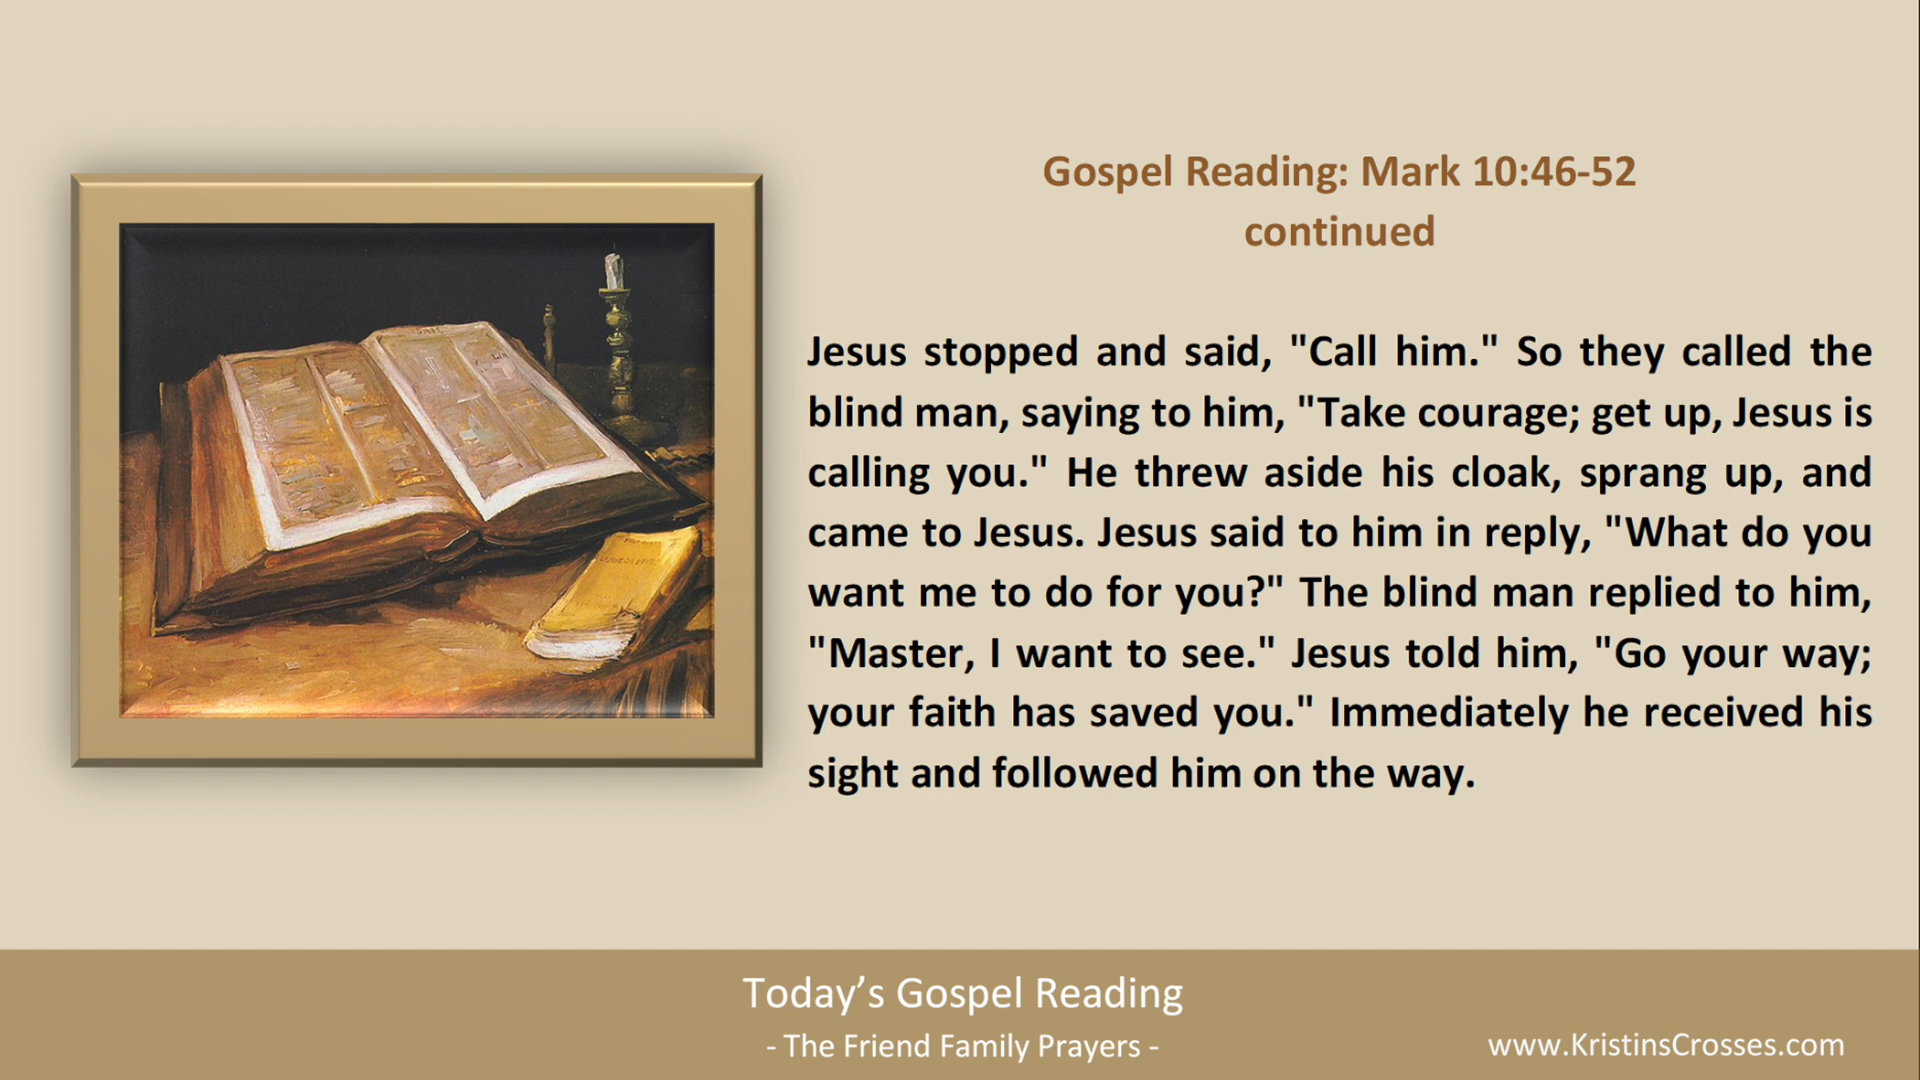 Gospel Reading: Mark 10:46-52
continued
Jesus stopped and said, "Call him." So they called the
blind man, saying to him, "Take courage; get up, Jesus is
calling you." He threw aside his cloak, sprang up, and
came to Jesus. Jesus said to him in reply, "What do you
want me to do for you?" The blind man replied to him,
"Master, I want to see." Jesus told him, "Go your way;
your faith has saved you." Immediately he received his
sight and followed him on the way.
Today’s Gospel Reading
- The Friend Family Prayers -
www.KristinsCrosses.com